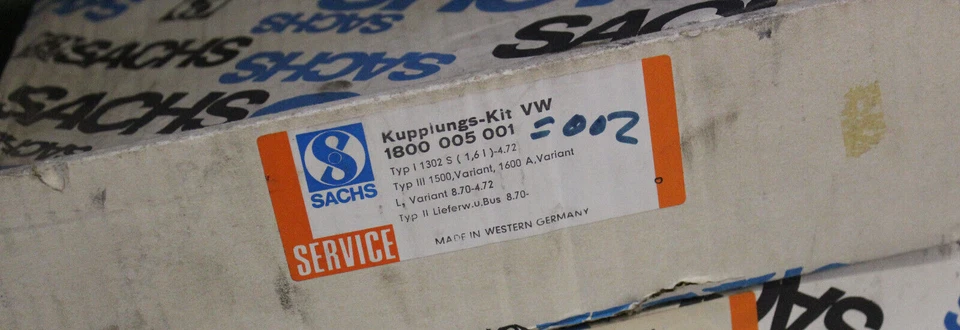 SACHS
SACHS
SACHS
SACHS
SACHS
SACHS
Kupplungs-Kit VW
1800 005 001 =002
Typ I 1302 S (1,6 l)-4.72
Typ III 1500,Variant, 1600 A,Variant
L, Variant 8.70-4.72
Typ II Lieferw.u.Bus 8.70-
MADE IN WESTERN GERMANY
SACHS
SERVICE